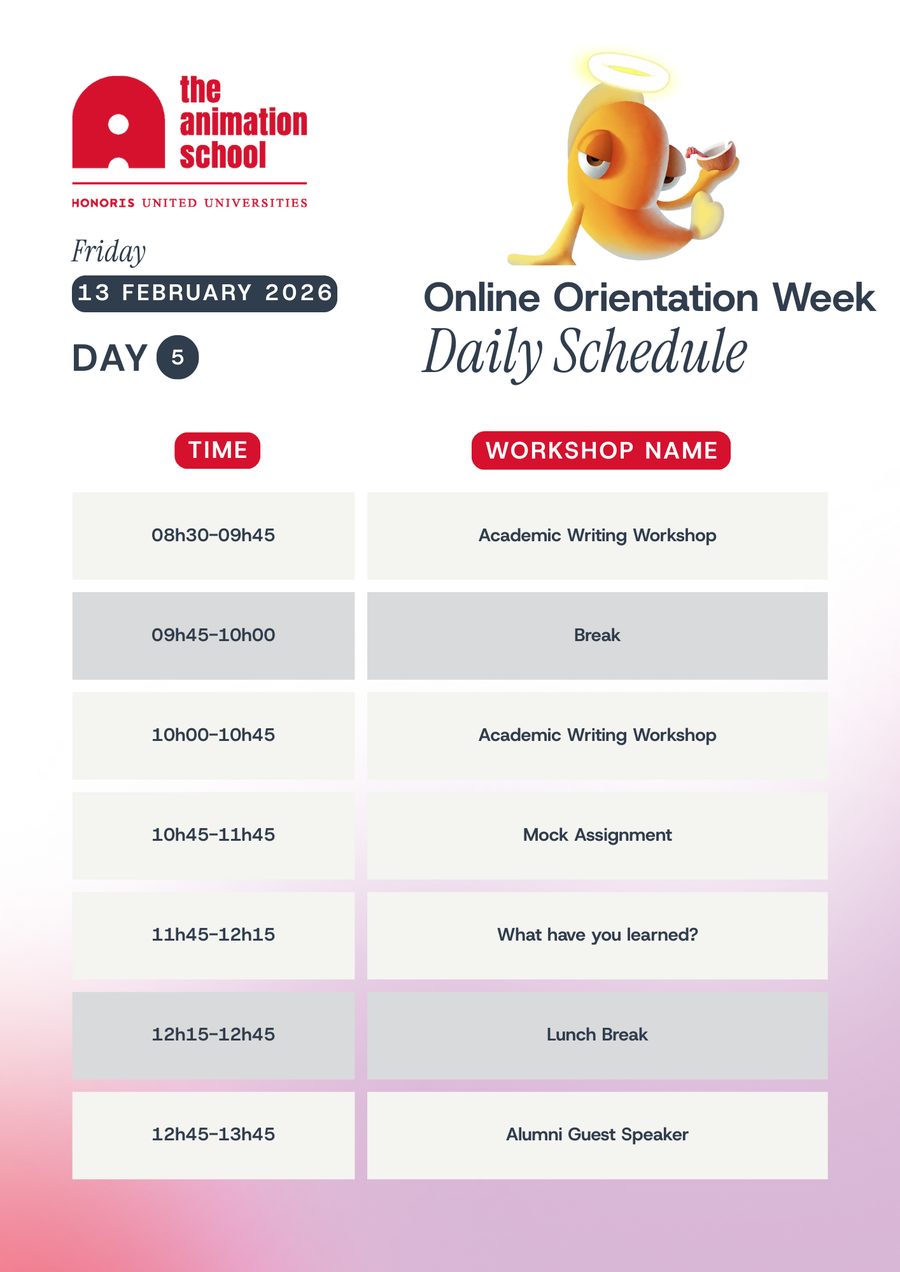 the
animation
school
HONORIS UNITED UNIVERSITIES
Friday
13 FEBRUARY 2026
DAY 5
Online Orientation Week
Daily Schedule
TIME WORKSHOP NAME
08h30-09h45 Academic Writing Workshop
09h45-10h00 Break
10h00-10h45 Academic Writing Workshop
10h45-11h45 Mock Assignment
11h45-12h15 What have you learned?
12h15-12h45 Lunch Break
12h45-13h45 Alumni Guest Speaker